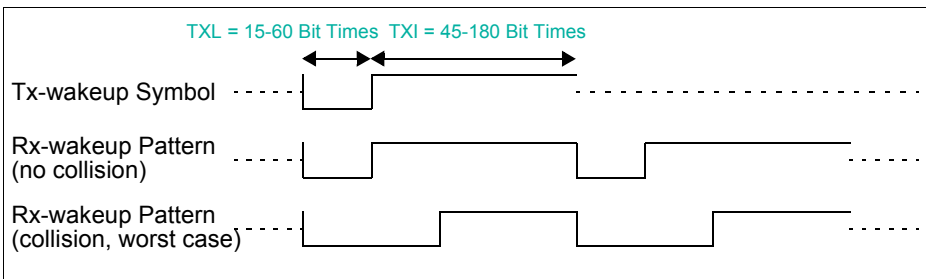 TXL = 15-60 Bit Times TXI = 45-180 Bit Times
Tx-wakeup Symbol
Rx-wakeup Pattern
(no collision)
Rx-wakeup Pattern
(collision, worst case)